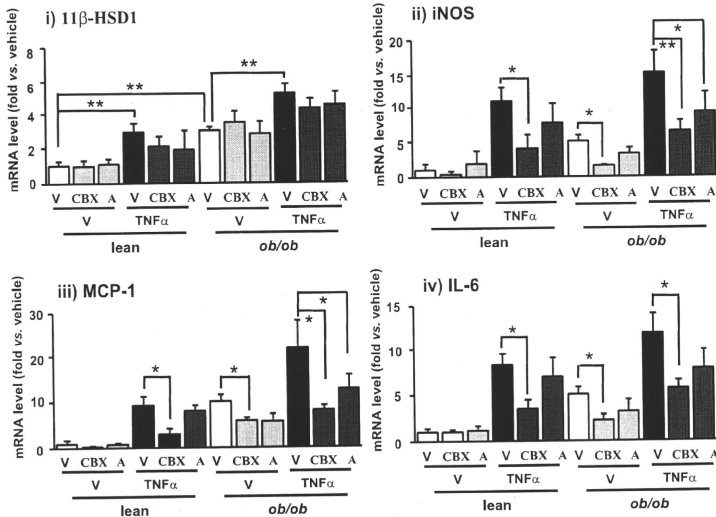 i) 11β-HSD1
mRNA level (fold vs. vehicle)
8
6
4
2
0
**
**
**
V CBX A V CBX A V CBX A V CBX A
V TNFα V TNFα
lean ob/ob
ii) iNOS
mRNA level (fold vs. vehicle)
20
15
10
5
0
*
*
*
**
V CBX A V CBX A V CBX A V CBX A
V TNFα V TNFα
lean ob/ob
iii) MCP-1
mRNA level (fold vs. vehicle)
30
20
10
0
*
*
*
*
V CBX A V CBX A V CBX A V CBX A
V TNFα V TNFα
lean ob/ob
iv) IL-6
mRNA level (fold vs. vehicle)
15
10
5
0
*
*
*
V CBX A V CBX A V CBX A V CBX A
V TNFα V TNFα
lean ob/ob